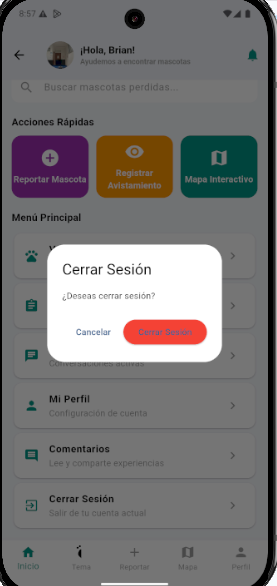 8:57
¡Hola, Brian!
Ayudemos a encontrar mascotas
Buscar mascotas perdidas...
Acciones Rápidas
Reportar Mascota
Registrar
Avistamiento
Mapa Interactivo
Menú Principal
Cerrar Sesión
¿Deseas cerrar sesión?
Cancelar
Cerrar Sesión
Conversaciones activas
Mi Perfil
Configuración de cuenta
Comentarios
Lee y comparte experiencias
Cerrar Sesión
Salir de tu cuenta actual
Inicio
Tema
Reportar
Mapa
Perfil